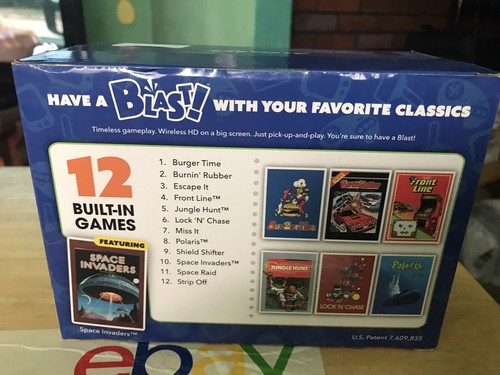 HAVE A BLAST! WITH YOUR FAVORITE CLASSICS
Timeless gameplay. Wireless HD on a big screen. Just pick-up-and-play. You're sure to have a Blast!
12
BUILT-IN
GAMES
FEATURING
SPACE
INVADERS
Space Invaders™
1. Burger Time
2. Burnin' Rubber
3. Escape It
4. Front Line™
5. Jungle Hunt™
6. Lock 'N' Chase
7. Miss It
8. Polaris™
9. Shield Shifter
10. Space Invaders™
11. Space Raid
12. Strip Off
Front
Line
JUNGLE HUNT
LOCK 'N CHASE
Polaris
U.S. Patent 7,609,835
ebay